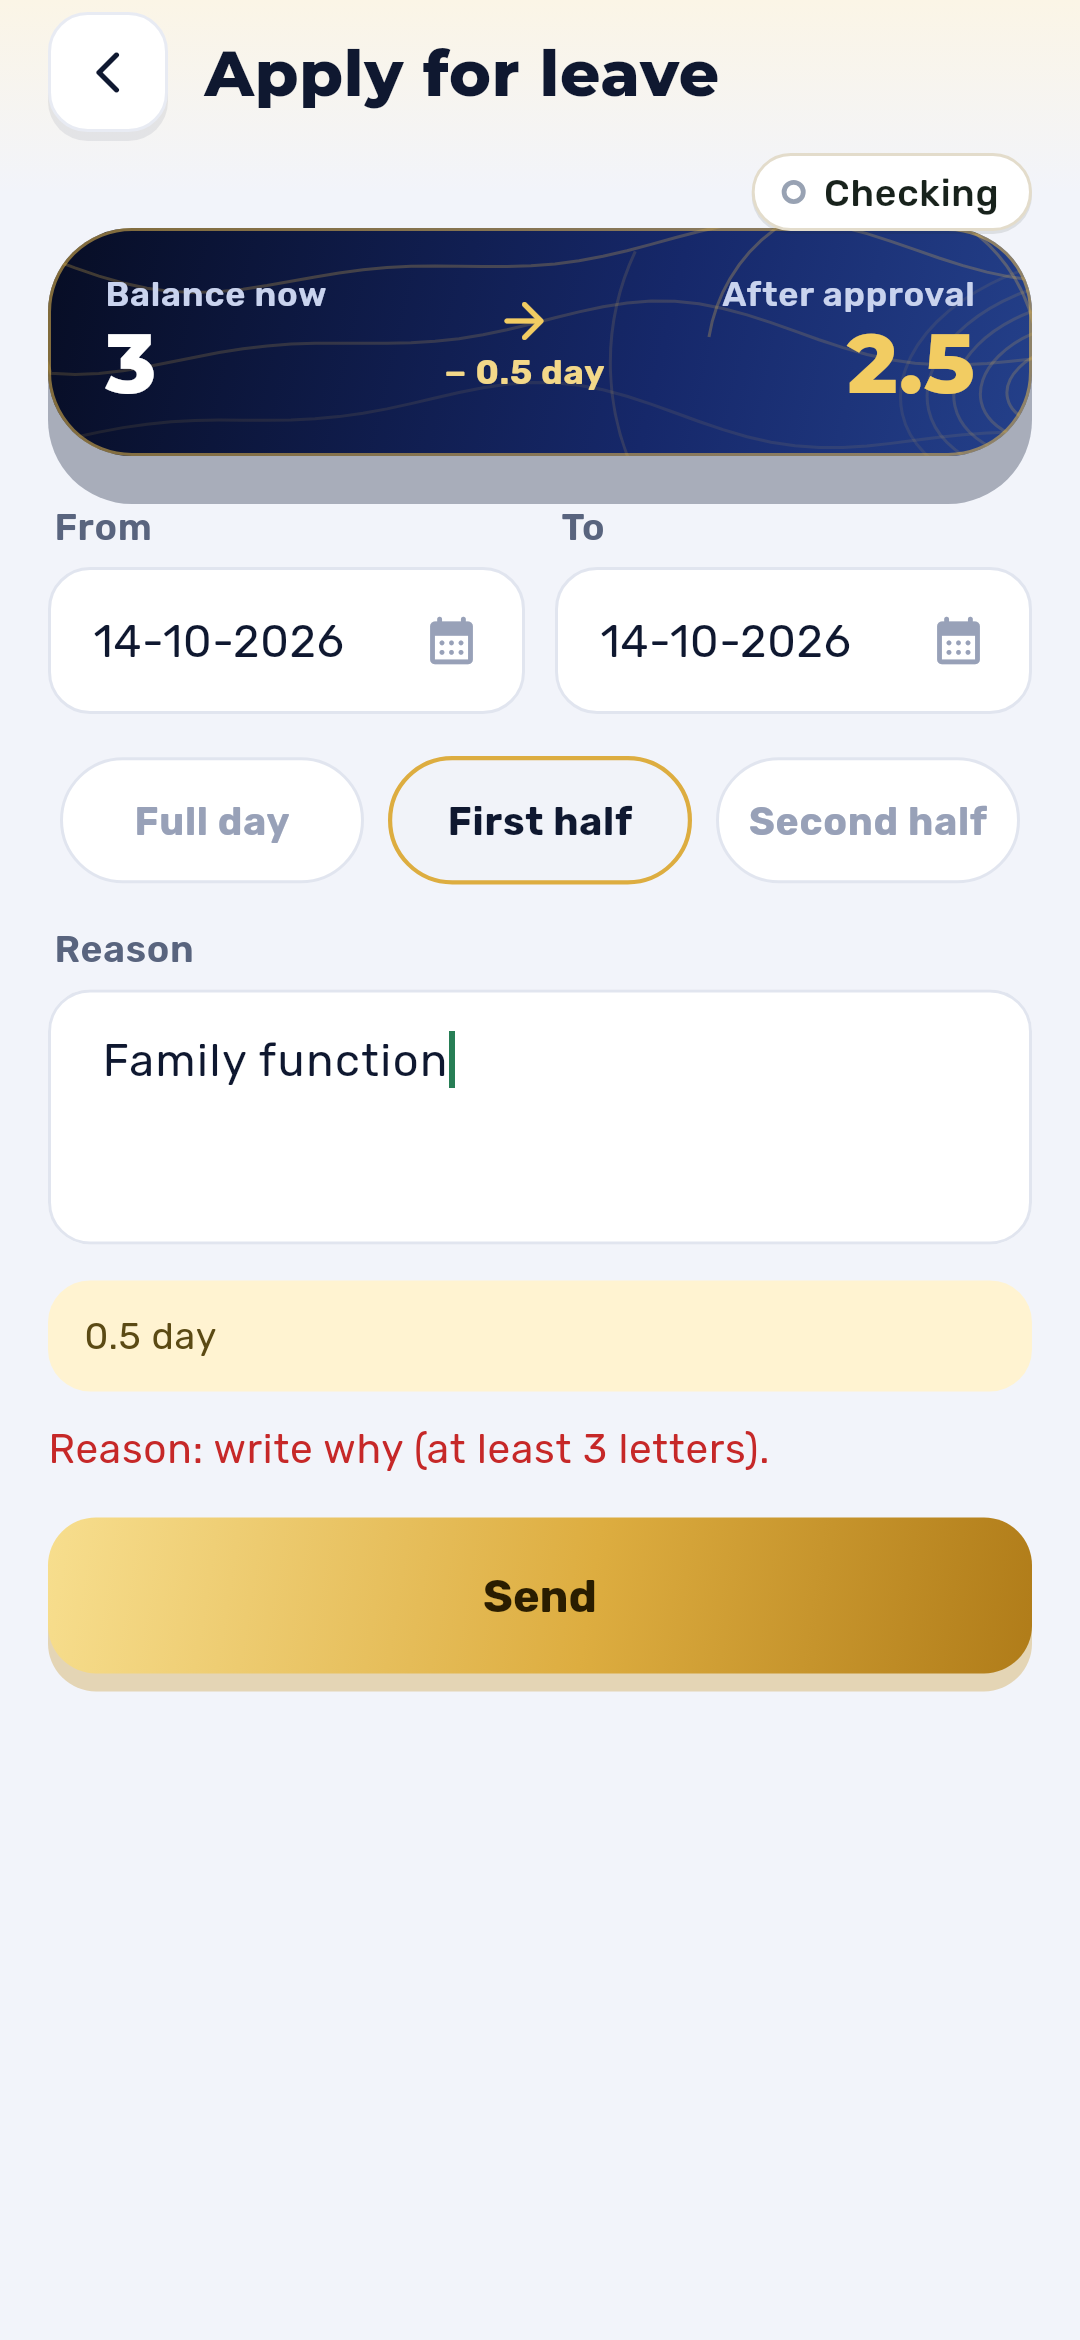 Apply for leave
Checking
Balance now
After approval
3
– 0.5 day
2.5
From
To
14-10-2026
14-10-2026
Full day
First half
Second half
Reason
Family function
0.5 day
Reason: write why (at least 3 letters).
Send